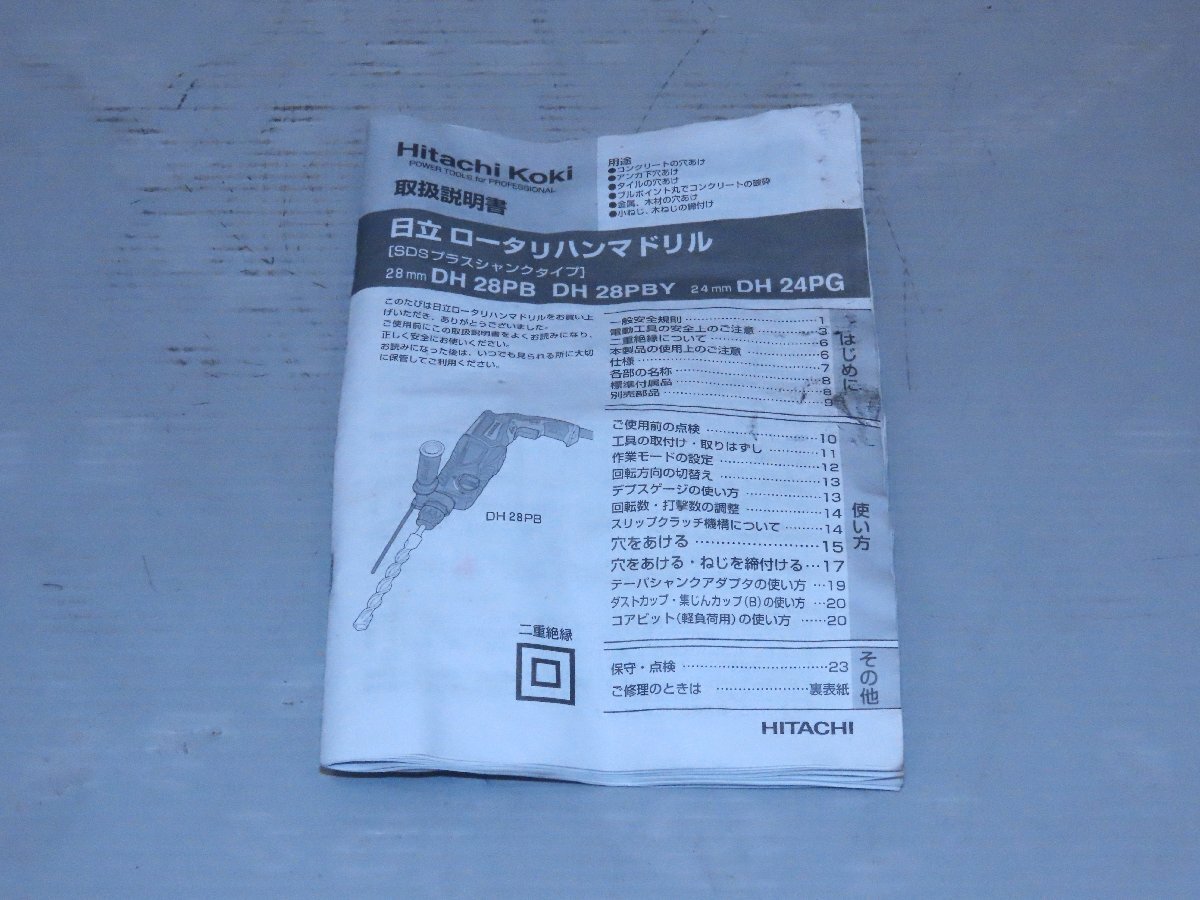 Hitachi Koki
POWER TOOLS for PROFESSIONAL
取扱説明書
用途
●コンクリートの穴あけ
●アンカ下穴あけ
●タイルの穴あけ
●ブルポイント丸でコンクリートの破砕
●金属、木材の穴あけ
●小ねじ、木ねじの締付け
日立 ロータリハンマドリル
[SDSプラスシャンクタイプ]
28mm DH 28PB DH 28PBY 24mm DH 24PG
このたびは日立ロータリハンマドリルをお買い上
げいただき、ありがとうございました。
ご使用前にこの取扱説明書をよくお読みになり、
正しく安全にお使いください。
お読みになった後は、いつでも見られる所に大切
に保管してご利用ください。
DH 28PB
二重絶縁
はじめに
一般安全規則 …………………… 1
電動工具の安全上のご注意 ………… 3
二重絶縁について ………………… 6
本製品の使用上のご注意 …………… 6
仕様 …………………………… 7
各部の名称 ……………………… 8
標準付属品 ……………………… 8
別売部品 ………………………… 9
使い方
ご使用前の点検 …………………10
工具の取付け・取りはずし …………11
作業モードの設定 …………………12
回転方向の切替え …………………13
デプスゲージの使い方 ……………13
回転数・打撃数の調整 ……………14
スリップクラッチ機構について ………14
穴をあける …………………15
穴をあける・ねじを締付ける…17
テーパシャンクアダプタの使い方 …19
ダストカップ・集じんカップ(B)の使い方 …20
コアビット(軽負荷用)の使い方 ……20
その他
保守・点検 ……………………23
ご修理のときは ………………裏表紙
HITACHI